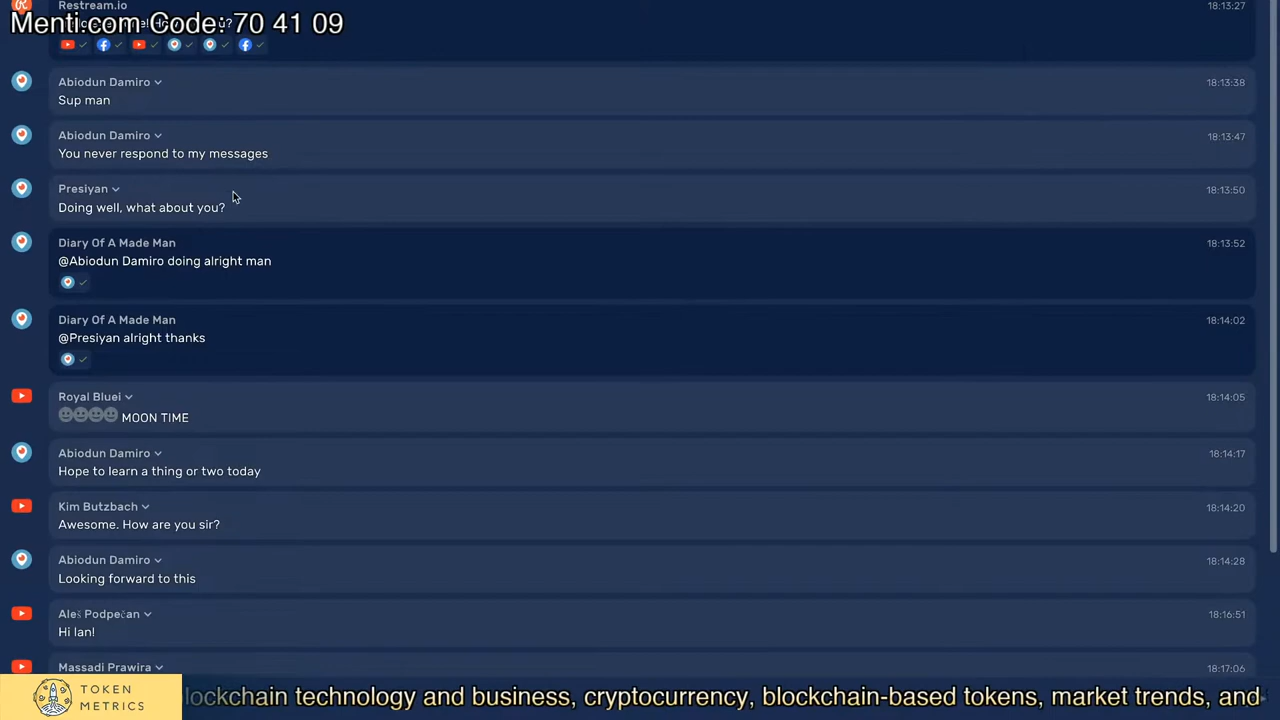 Restream.io
18:13:27
Menti.com Code: 70 41 09
Abiodun Damiro
18:13:38
Sup man
Abiodun Damiro
18:13:47
You never respond to my messages
Presiyan
18:13:50
Doing well, what about you?
Diary Of A Made Man
18:13:52
@Abiodun Damiro doing alright man
Diary Of A Made Man
18:14:02
@Presiyan alright thanks
Royal Bluei
18:14:05
MOON TIME
Abiodun Damiro
18:14:17
Hope to learn a thing or two today
Kim Butzbach
18:14:20
Awesome. How are you sir?
Abiodun Damiro
18:14:28
Looking forward to this
Aleš Podpečan
18:16:51
Hi Ian!
Massadi Prawira
18:17:06
TOKEN
METRICS
lockchain technology and business, cryptocurrency, blockchain-based tokens, market trends, and